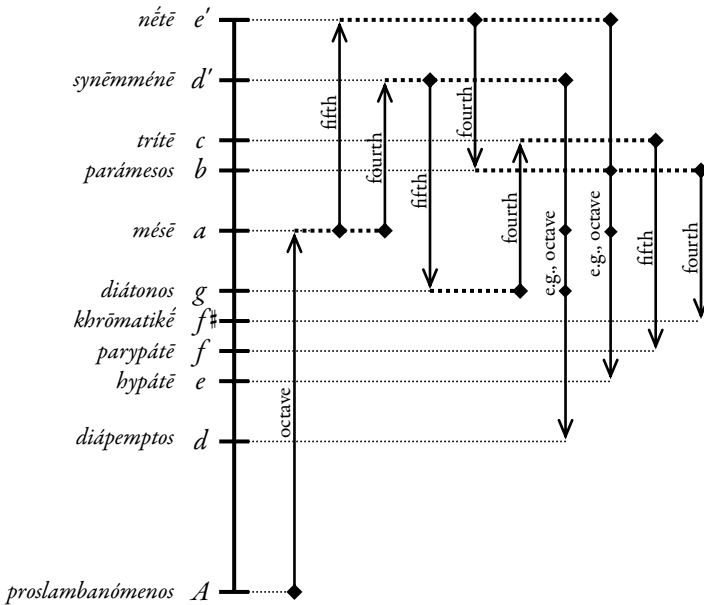 nḗtē e′
synēmménē d′
trítē c
parámesos b
mésē a
diátonos g
khrōmatikḗ f♯
parypátē f
hypátē e
diápemptos d
proslambanómenos A
octave
fifth
fourth
fifth
fourth
fourth
e.g., octave
e.g., octave
fifth
fourth